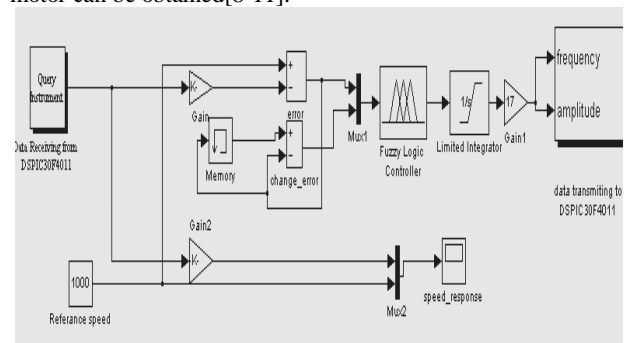 motor can be obtained[8-11].
Query
Instrument
Data Receiving from
DSPIC30F4011
K-
Gain
+
−
error
Memory
+
−
change_error
Mux1
Fuzzy Logic
Controller
1/s
Limited Integrator
17
Gain1
frequency
amplitude
data transmiting to
DSPIC30F4011
Gain2
K-
1000
Referance speed
Mux2
speed_response